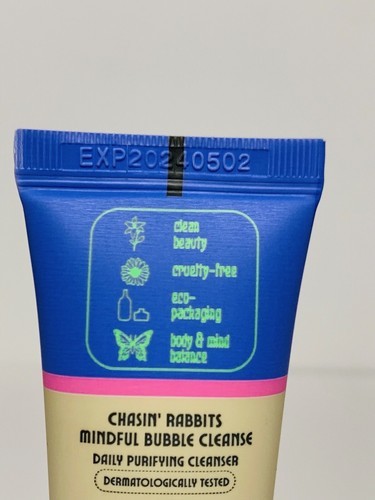 EXP20240502
clean
beauty
cruelty-free
eco-
packaging
body & mind
balance
CHASIN' RABBITS
MINDFUL BUBBLE CLEANSE
DAILY PURIFYING CLEANSER
DERMATOLOGICALLY TESTED